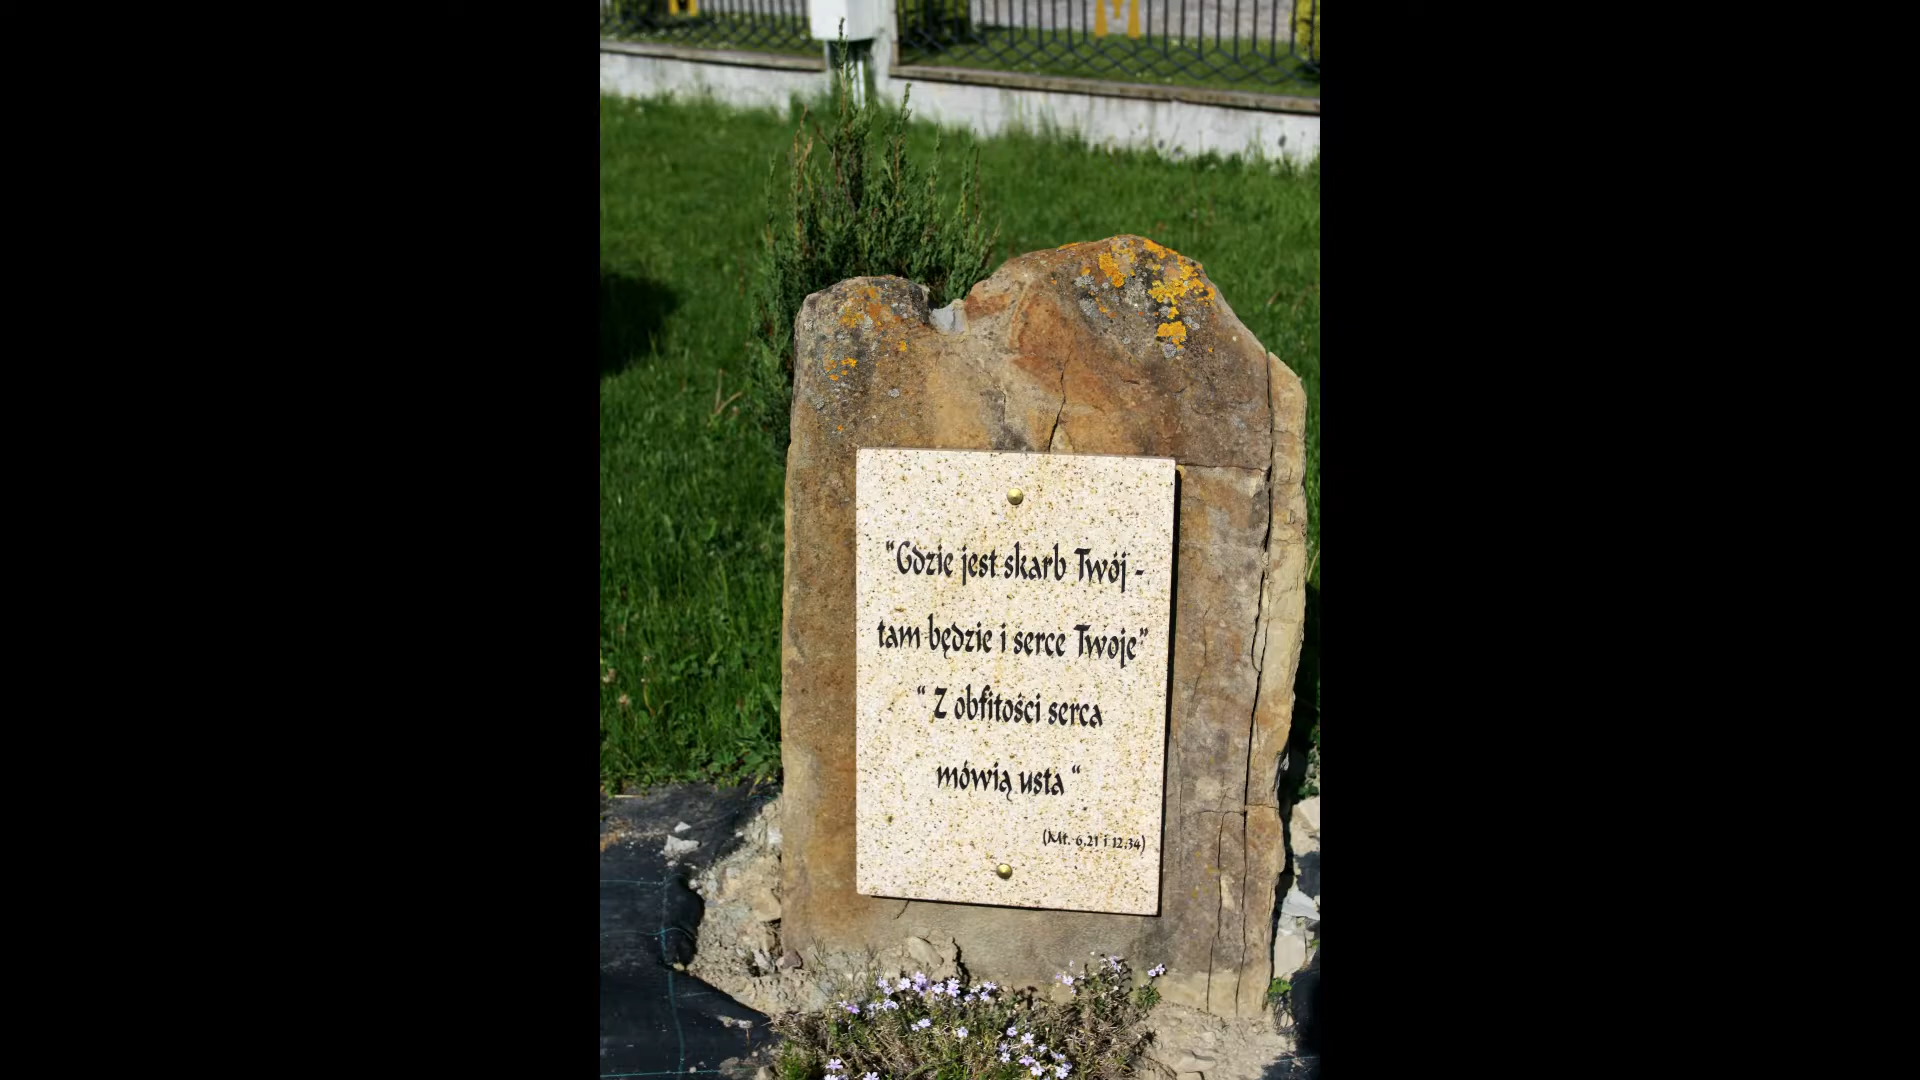 "Gdzie jest skarb Twój -
tam będzie i serce Twoje"
" Z obfitości serca
mówią usta "
(Mt. 6,21 i 12,34)